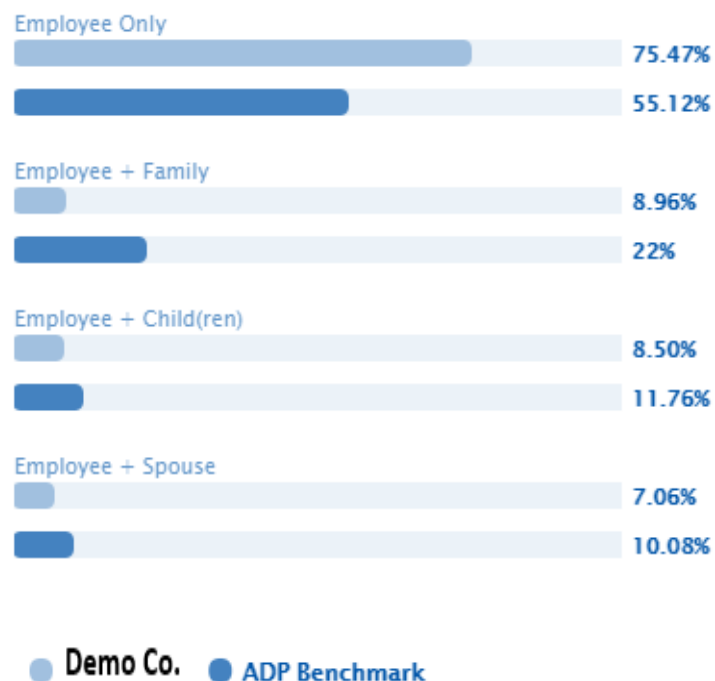 Employee Only
75.47%
55.12%
Employee + Family
8.96%
22%
Employee + Child(ren)
8.50%
11.76%
Employee + Spouse
7.06%
10.08%
Demo Co. ADP Benchmark